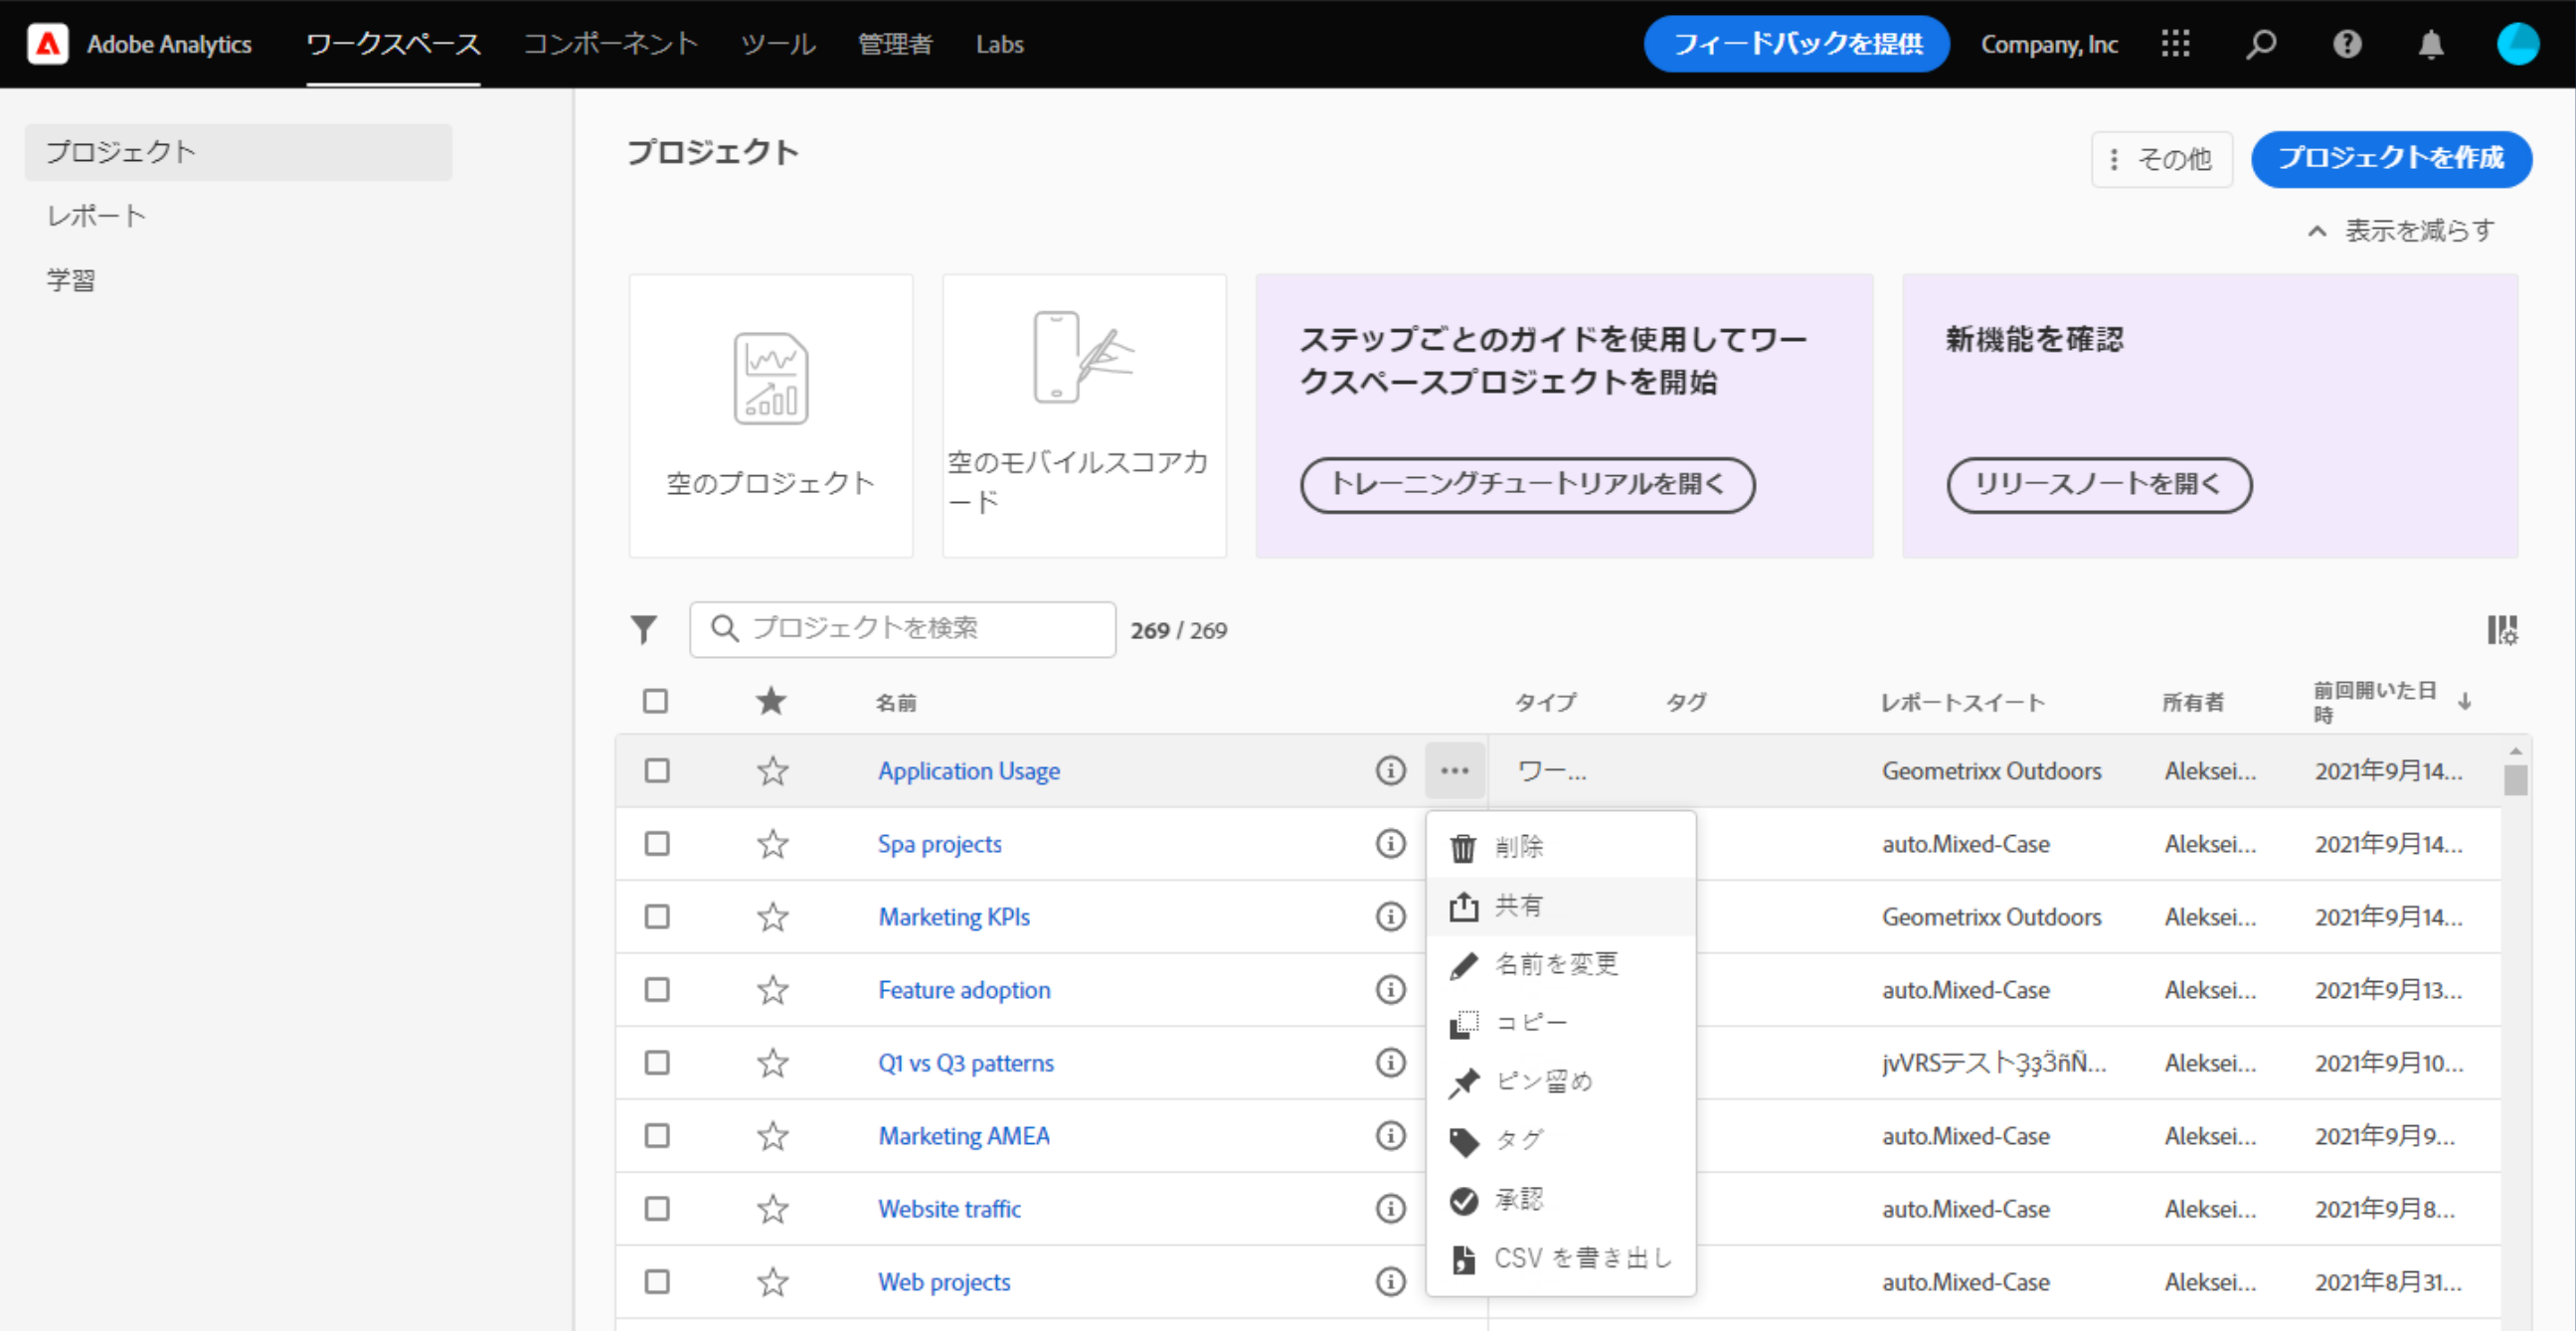 Adobe Analytics ワークスペース コンポーネント ツール 管理者 Labs フィードバックを提供 Company, Inc
プロジェクト
レポート
学習
プロジェクト
その他 プロジェクトを作成
表示を減らす
空のプロジェクト
空のモバイルスコアカ
ード
ステップごとのガイドを使用してワー
クスペースプロジェクトを開始
トレーニングチュートリアルを開く
新機能を確認
リリースノートを開く
プロジェクトを検索 269 / 269
名前 タイプ タグ レポートスイート 所有者 前回開いた日
時
Application Usage ワー... Geometrixx Outdoors Aleksei... 2021年9月14...
Spa projects auto.Mixed-Case Aleksei... 2021年9月14...
Marketing KPIs Geometrixx Outdoors Aleksei... 2021年9月14...
Feature adoption auto.Mixed-Case Aleksei... 2021年9月13...
Q1 vs Q3 patterns Aleksei... 2021年9月10...
Marketing AMEA auto.Mixed-Case Aleksei... 2021年9月9...
Website traffic auto.Mixed-Case Aleksei... 2021年9月8...
Web projects auto.Mixed-Case Aleksei... 2021年8月31...
削除
共有
名前を変更
コピー
ピン留め
タグ
承認
CSV を書き出し